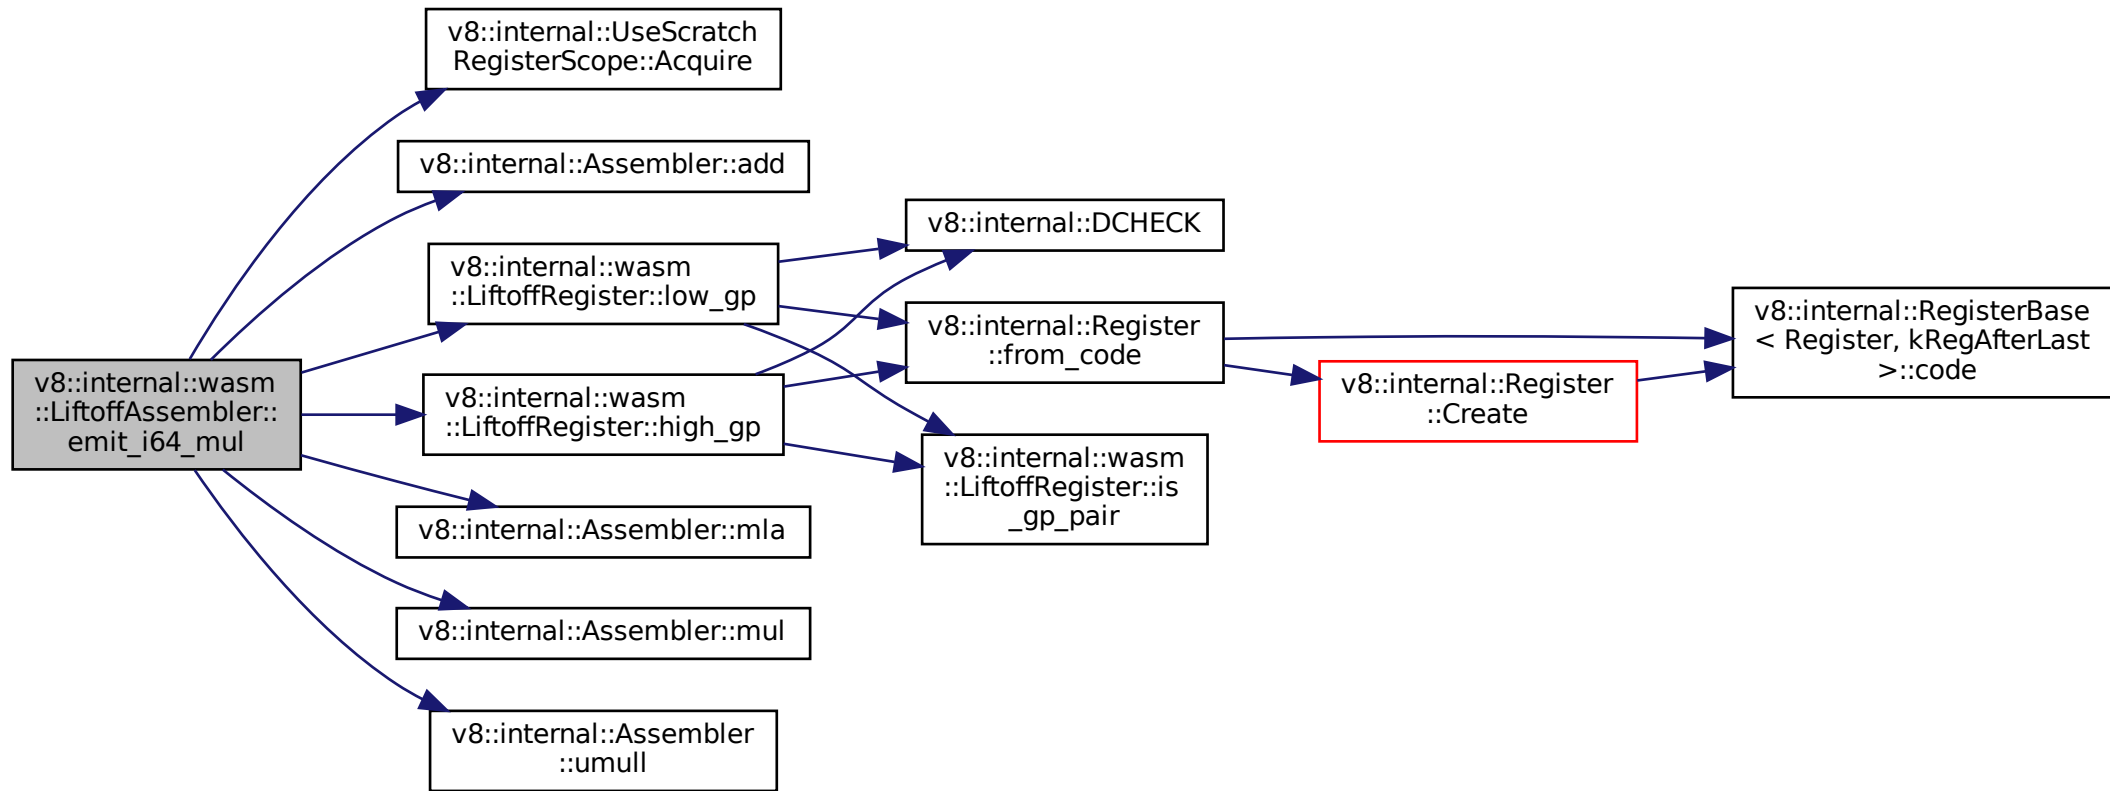 v8::internal::UseScratch
RegisterScope::Acquire
v8::internal::Assembler::add
v8::internal::wasm
::LiftoffRegister::low_gp
v8::internal::DCHECK
v8::internal::Register
::from_code
v8::internal::RegisterBase
< Register, kRegAfterLast
>::code
v8::internal::wasm
::LiftoffAssembler::
emit_i64_mul
v8::internal::wasm
::LiftoffRegister::high_gp
v8::internal::Register
::Create
v8::internal::wasm
::LiftoffRegister::is
_gp_pair
v8::internal::Assembler::mla
v8::internal::Assembler::mul
v8::internal::Assembler
::umull